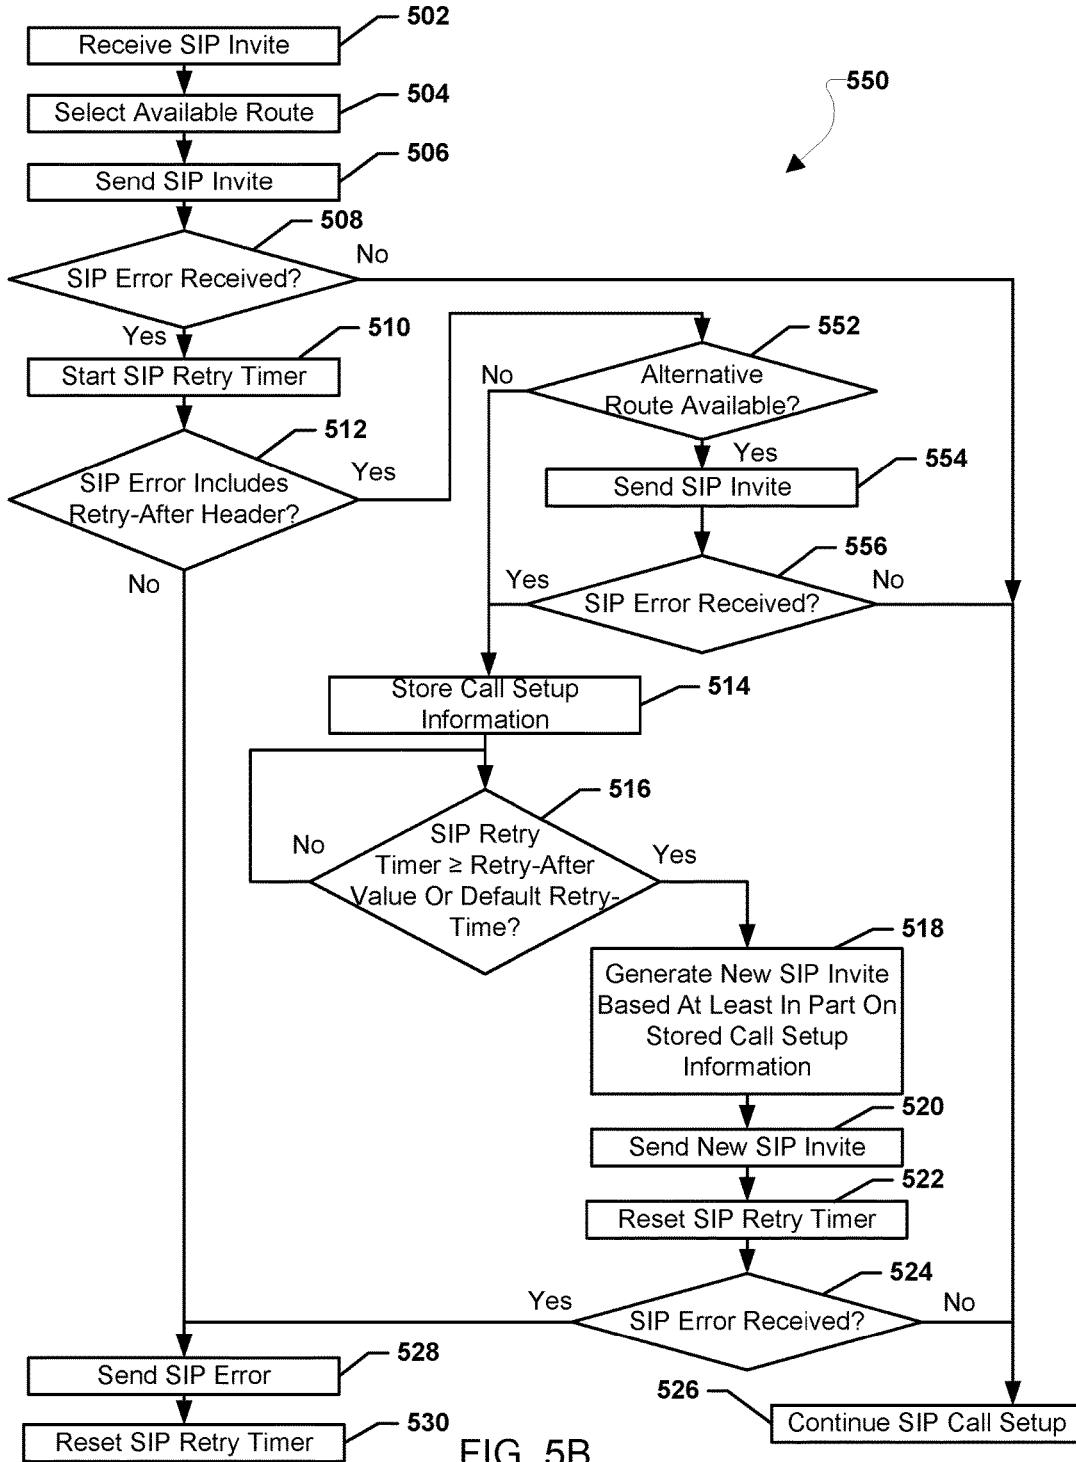 502
Receive SIP Invite
550
504
Select Available Route
506
Send SIP Invite
508
No
SIP Error Received?
Yes
510
552
Start SIP Retry Timer
No
Alternative
Route Available?
512
Yes
Yes
554
SIP Error Includes
Retry-After Header?
Send SIP Invite
556
No
Yes
No
SIP Error Received?
Store Call Setup
Information
514
516
SIP Retry
Timer ≥ Retry-After
Value Or Default Retry-
Time?
No
Yes
518
Generate New SIP Invite
Based At Least In Part On
Stored Call Setup
Information
520
Send New SIP Invite
522
Reset SIP Retry Timer
524
Yes
No
SIP Error Received?
528
Send SIP Error
526
Continue SIP Call Setup
530
Reset SIP Retry Timer
FIG. 5B